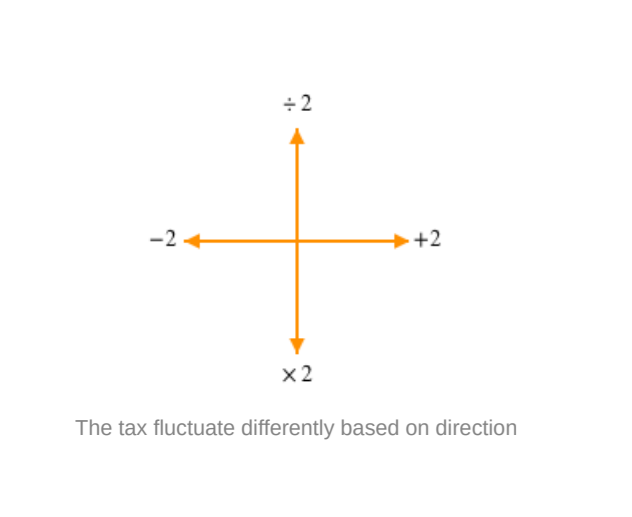 ÷2
−2 +2
×2
The tax fluctuate differently based on direction